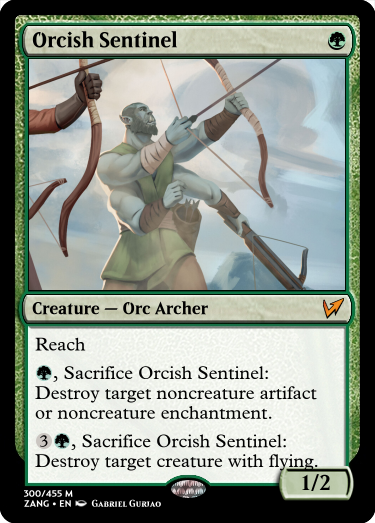 Orcish Sentinel
Creature — Orc Archer
Reach
, Sacrifice Orcish Sentinel:
Destroy target noncreature artifact
or noncreature enchantment.
3 , Sacrifice Orcish Sentinel:
Destroy target creature with flying.
1/2
300/455 M
ZANG • EN Gabriel Gurjao